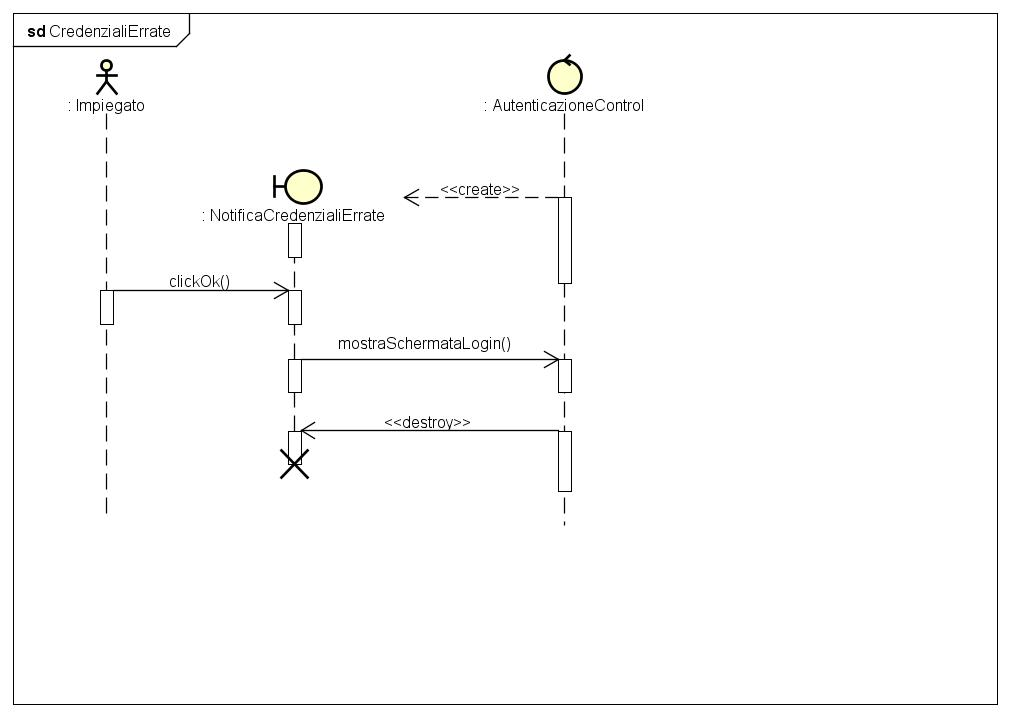 sd CredenzialiErrate
: Impiegato
: AutenticazioneControl
<<create>>
: NotificaCredenzialiErrate
clickOk()
mostraSchermataLogin()
<<destroy>>